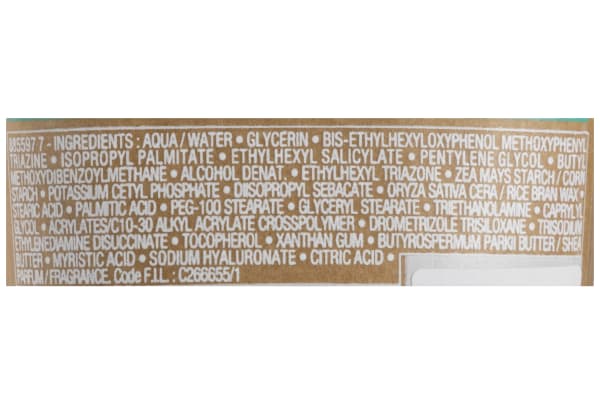 885597 7 - INGREDIENTS : AQUA / WATER • GLYCERIN • BIS-ETHYLHEXYLOXYPHENOL METHOXYPHENYL
TRIAZINE • ISOPROPYL PALMITATE • ETHYLHEXYL SALICYLATE • PENTYLENE GLYCOL • BUTYL
METHOXYDIBENZOYLMETHANE • ALCOHOL DENAT. • ETHYLHEXYL TRIAZONE • ZEA MAYS STARCH / CORN
STARCH • POTASSIUM CETYL PHOSPHATE • DIISOPROPYL SEBACATE • ORYZA SATIVA CERA / RICE BRAN WAX •
STEARIC ACID • PALMITIC ACID • PEG-100 STEARATE • GLYCERYL STEARATE • TRIETHANOLAMINE • CAPRYLYL
GLYCOL • ACRYLATES/C10-30 ALKYL ACRYLATE CROSSPOLYMER • DROMETRIZOLE TRISILOXANE • TRISODIUM
ETHYLENEDIAMINE DISUCCINATE • TOCOPHEROL • XANTHAN GUM • BUTYROSPERMUM PARKII BUTTER / SHEA
BUTTER • MYRISTIC ACID • SODIUM HYALURONATE • CITRIC ACID •
PARFUM / FRAGRANCE. Code F.I.L. : C266655/1